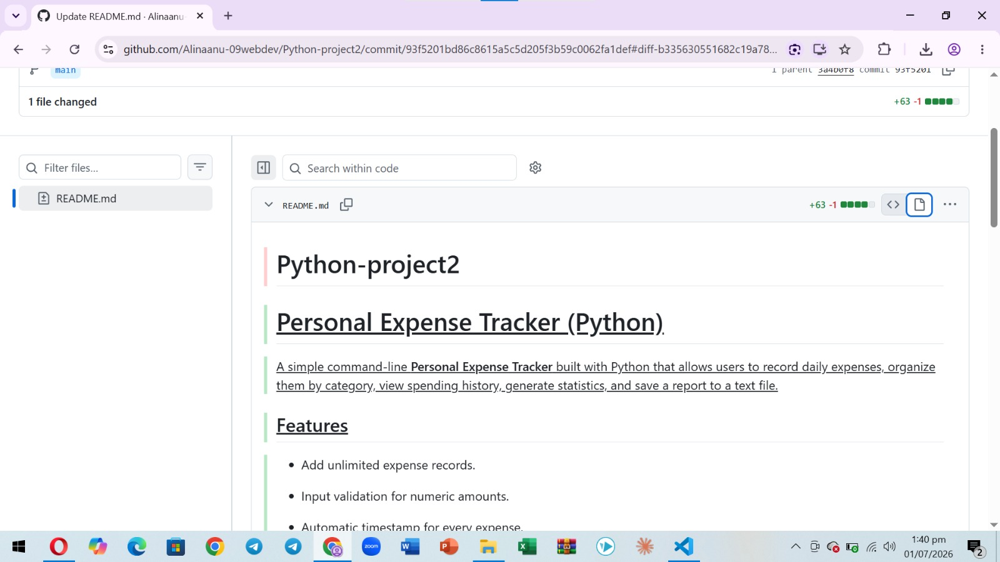 Update README.md · Alinaanu-
github.com/Alinaanu-09webdev/Python-project2/commit/93f5201bd86c8615a5c5d205f3b59c0062fa1def#diff-b335630551682c19a78...
main
1 parent 3a4b0f8 commit 93f5201
1 file changed
+63 -1
Filter files...
Search within code
README.md
README.md
+63 -1
Python-project2
Personal Expense Tracker (Python)
A simple command-line Personal Expense Tracker built with Python that allows users to record daily expenses, organize
them by category, view spending history, generate statistics, and save a report to a text file.
Features
• Add unlimited expense records.
• Input validation for numeric amounts.
• Automatic timestamp for every expense.
zoom
1:40 pm
01/07/2026
2